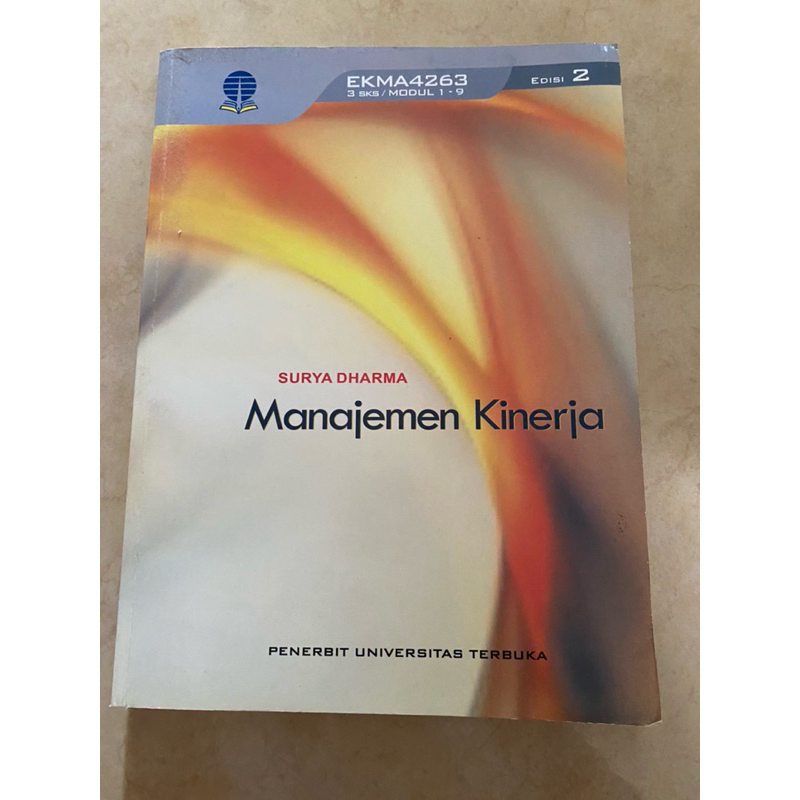 EKMA4263
3 SKS / MODUL 1 - 9
EDISI 2
SURYA DHARMA
Manajemen Kinerja
PENERBIT UNIVERSITAS TERBUKA